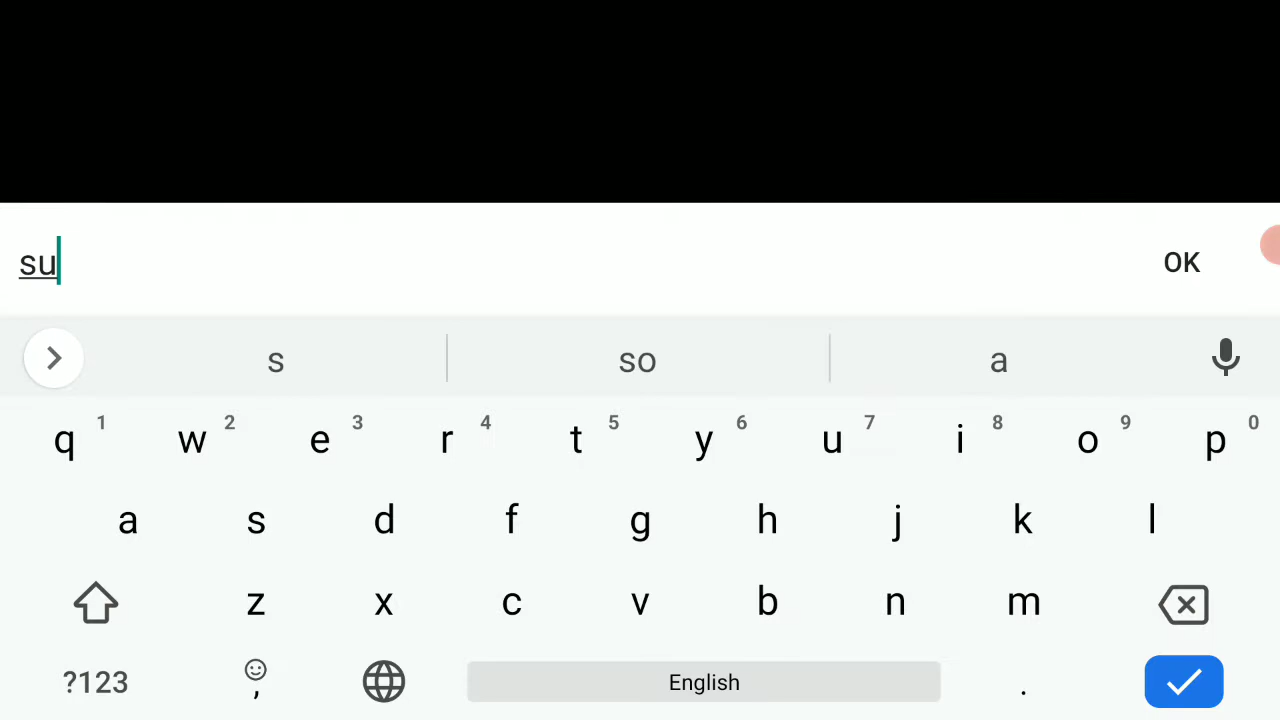 su
OK
s so a
q 1 w 2 e 3 r 4 t 5 y 6 u 7 i 8 o 9 p 0
a s d f g h j k l
z x c v b n m
?123 , English .